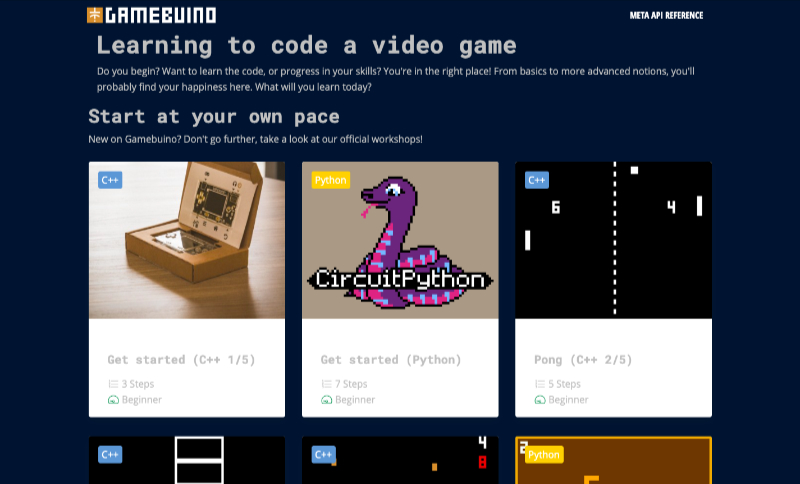 GAMEBUINO
META API REFERENCE
Learning to code a video game
Do you begin? Want to learn the code, or progress in your skills? You're in the right place! From basics to more advanced notions, you'll
probably find your happiness here. What will you learn today?
Start at your own pace
New on Gamebuino? Don't go further, take a look at our official workshops!
C++
Python
C++
6 4
CircuitPython
Get started (C++ 1/5)
Get started (Python)
Pong (C++ 2/5)
3 Steps
7 Steps
5 Steps
Beginner
Beginner
Beginner
C++
C++
4
8
2
Python